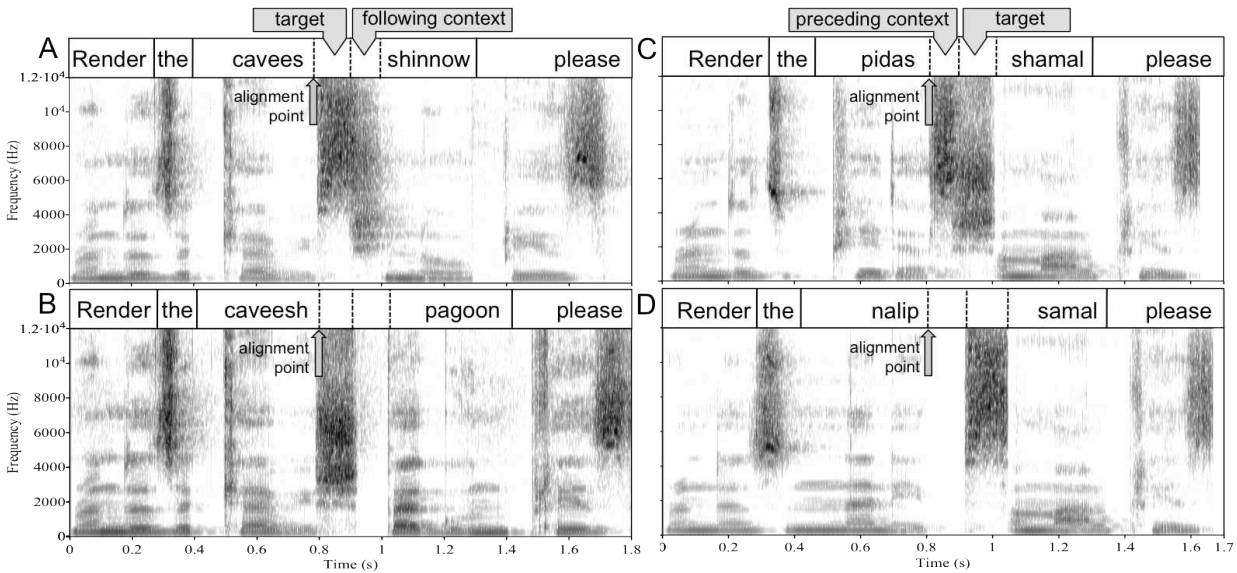 target following context
preceding context target
A
Render the cavees shinnow please
alignment point
1.2·10⁴
10⁴
8000
6000
4000
2000
0
Frequency (Hz)
C
Render the pidas shamal please
alignment point
B
Render the caveesh pagoon please
alignment point
1.2·10⁴
10⁴
8000
6000
4000
2000
0
Frequency (Hz)
0 0.2 0.4 0.6 0.8 1 1.2 1.4 1.6 1.8
Time (s)
D
Render the nalip samal please
alignment point
0 0.2 0.4 0.6 0.8 1 1.2 1.4 1.6 1.7
Time (s)